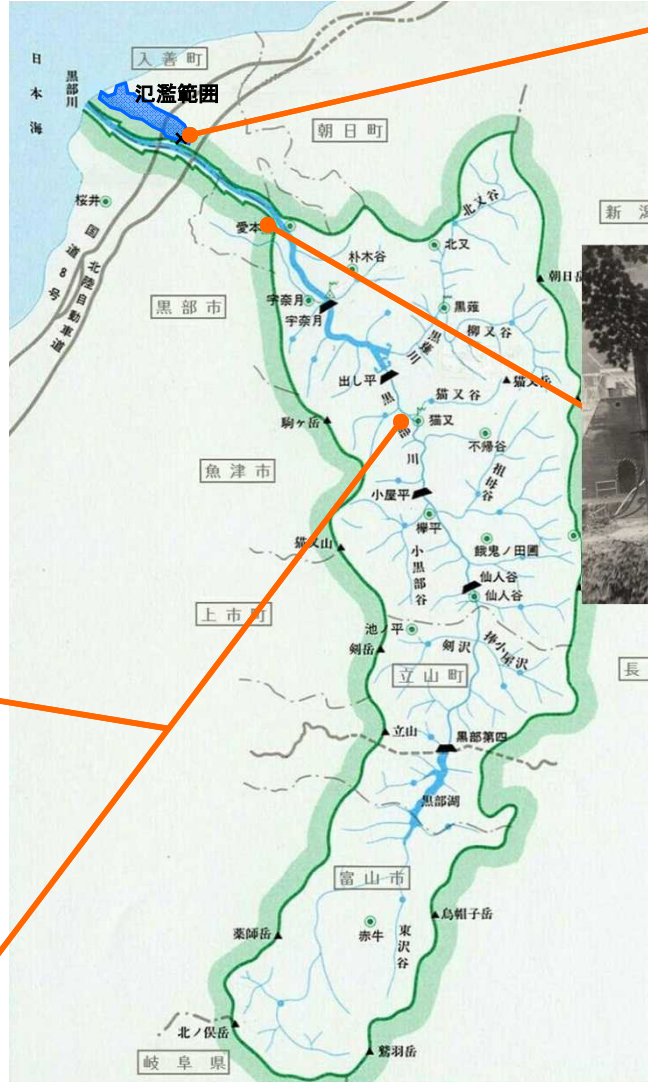 入善町
日本海
黒部川
氾濫範囲
朝日町
新潟
桜井
愛本
朴木谷
北又谷
北又
朝日岳
国道8号
北陸自動車道
黒部市
宇奈月
宇奈月
黒薙
黒薙川
柳又谷
出し平
猫又谷
猫又岳
黒部川
猫又
駒ヶ岳
不帰谷
祖母谷
魚津市
小屋平
欅平
小黒部谷
餓鬼ノ田圃
猫又山
仙人谷
仙人谷
上市町
池ノ平
剣岳
剣沢
棒小屋沢
立山町
長
立山
黒部第四
黒部湖
富山市
烏帽子岳
赤牛
東沢谷
薬師岳
北ノ俣岳
鷲羽岳
岐阜県